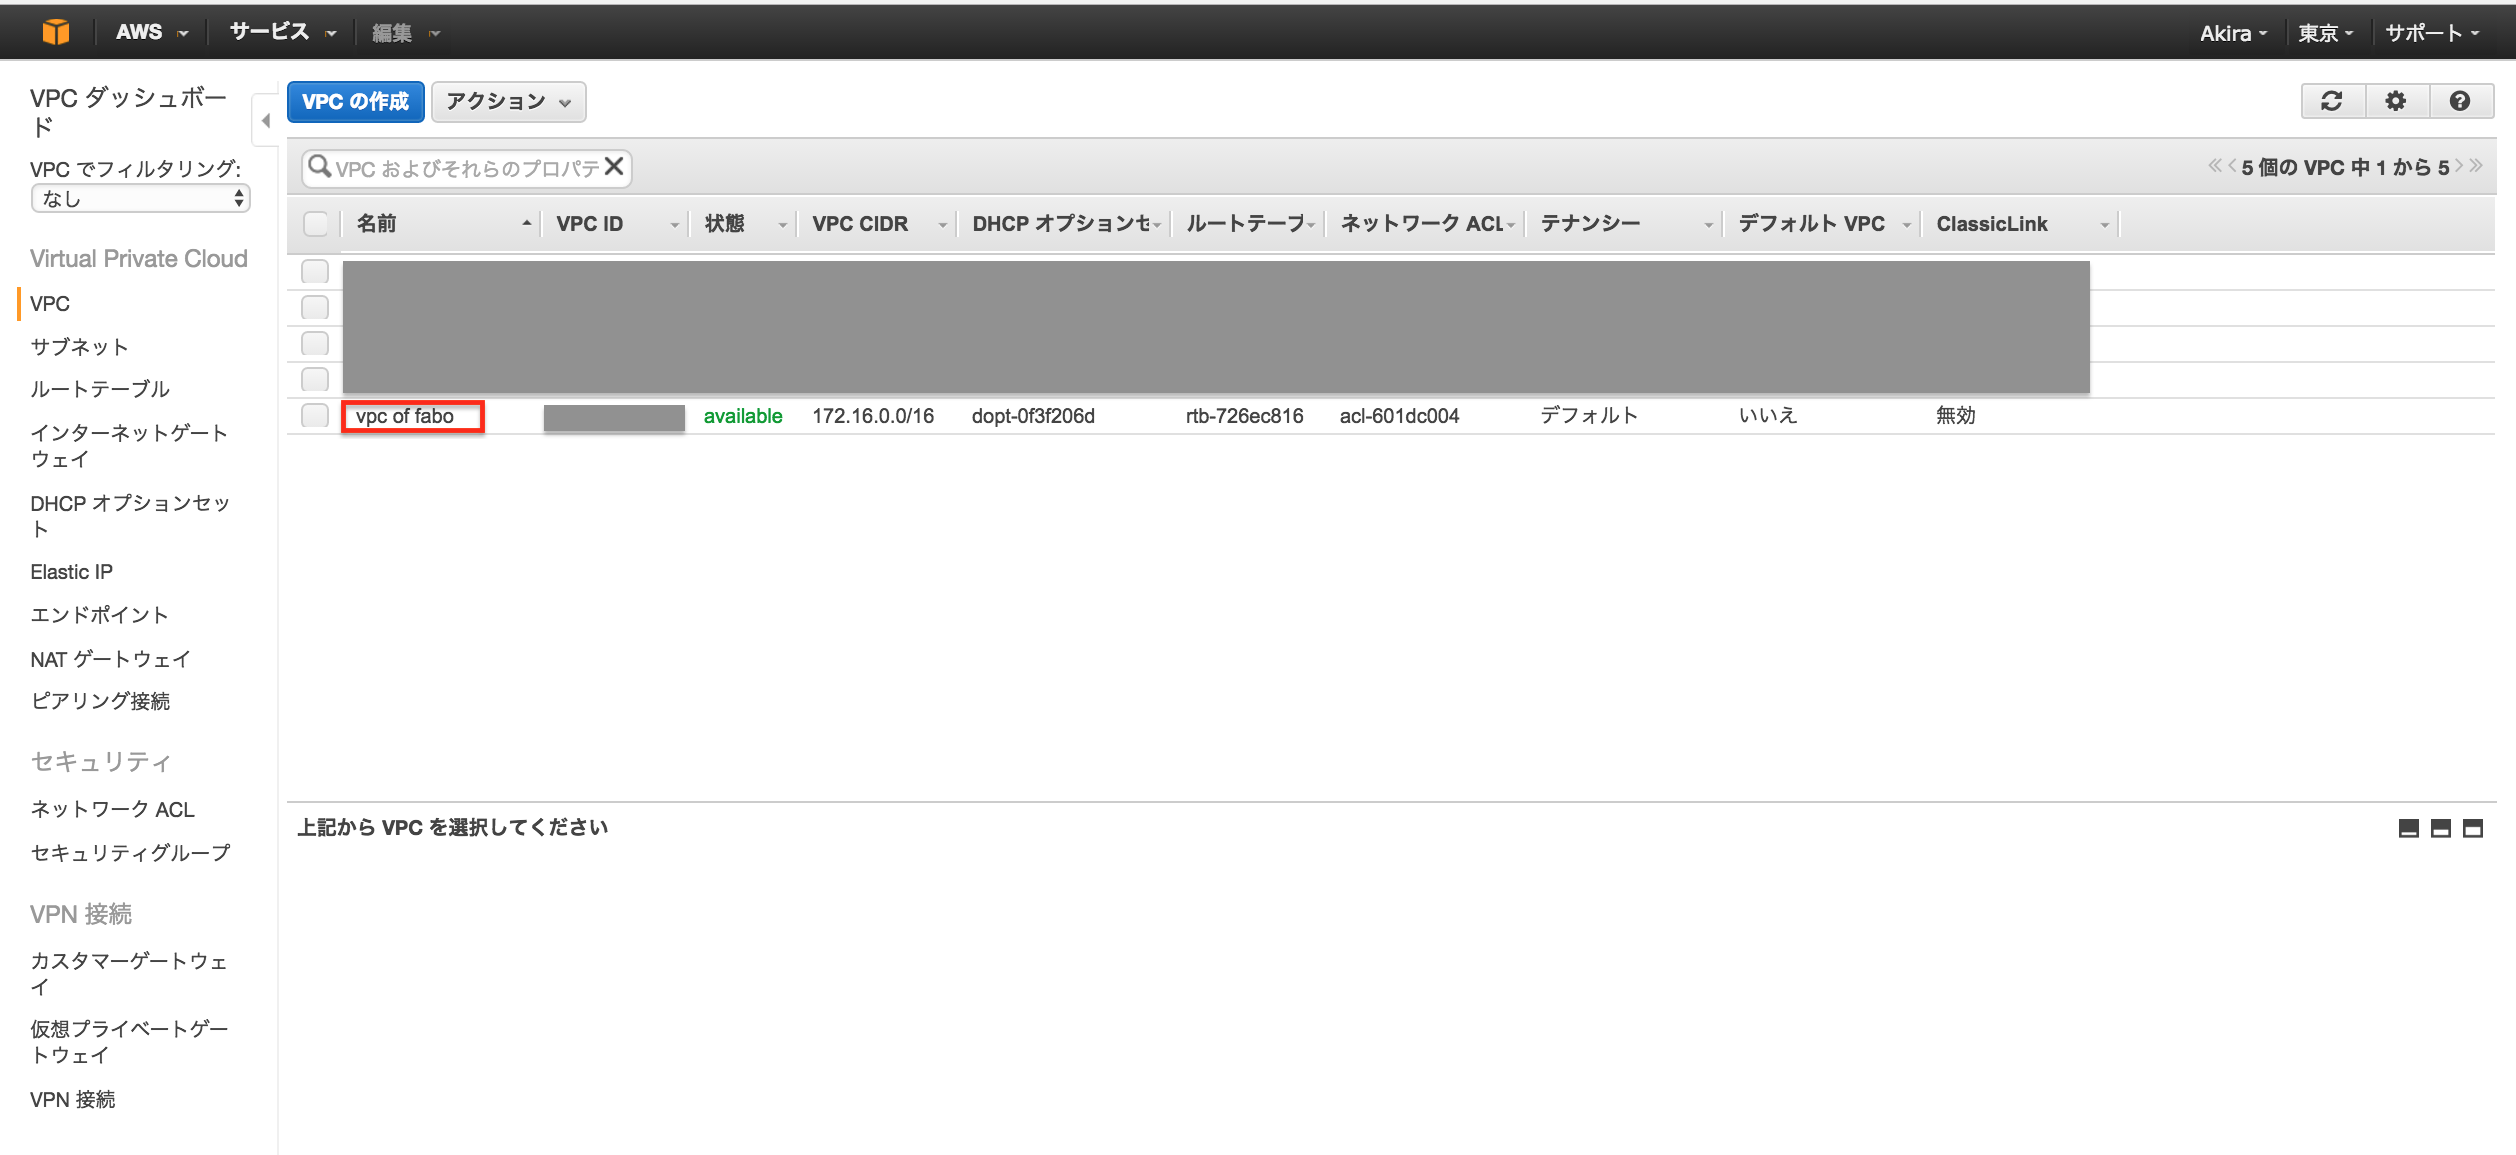 AWS サービス 編集 Akira 東京 サポート
VPC ダッシュボー
ド
VPC でフィルタリング:
なし
Virtual Private Cloud
VPC
サブネット
ルートテーブル
インターネットゲート
ウェイ
DHCP オプションセッ
ト
Elastic IP
エンドポイント
NAT ゲートウェイ
ピアリング接続
セキュリティ
ネットワーク ACL
セキュリティグループ
VPN 接続
カスタマーゲートウェ
イ
仮想プライベートゲー
トウェイ
VPN 接続
VPC の作成 アクション
VPC およびそれらのプロパテ
5 個の VPC 中 1 から 5
名前 VPC ID 状態 VPC CIDR DHCP オプションセ ルートテーブ ネットワーク ACL テナンシー デフォルト VPC ClassicLink
vpc of fabo available 172.16.0.0/16 dopt-0f3f206d rtb-726ec816 acl-601dc004 デフォルト いいえ 無効
上記から VPC を選択してください